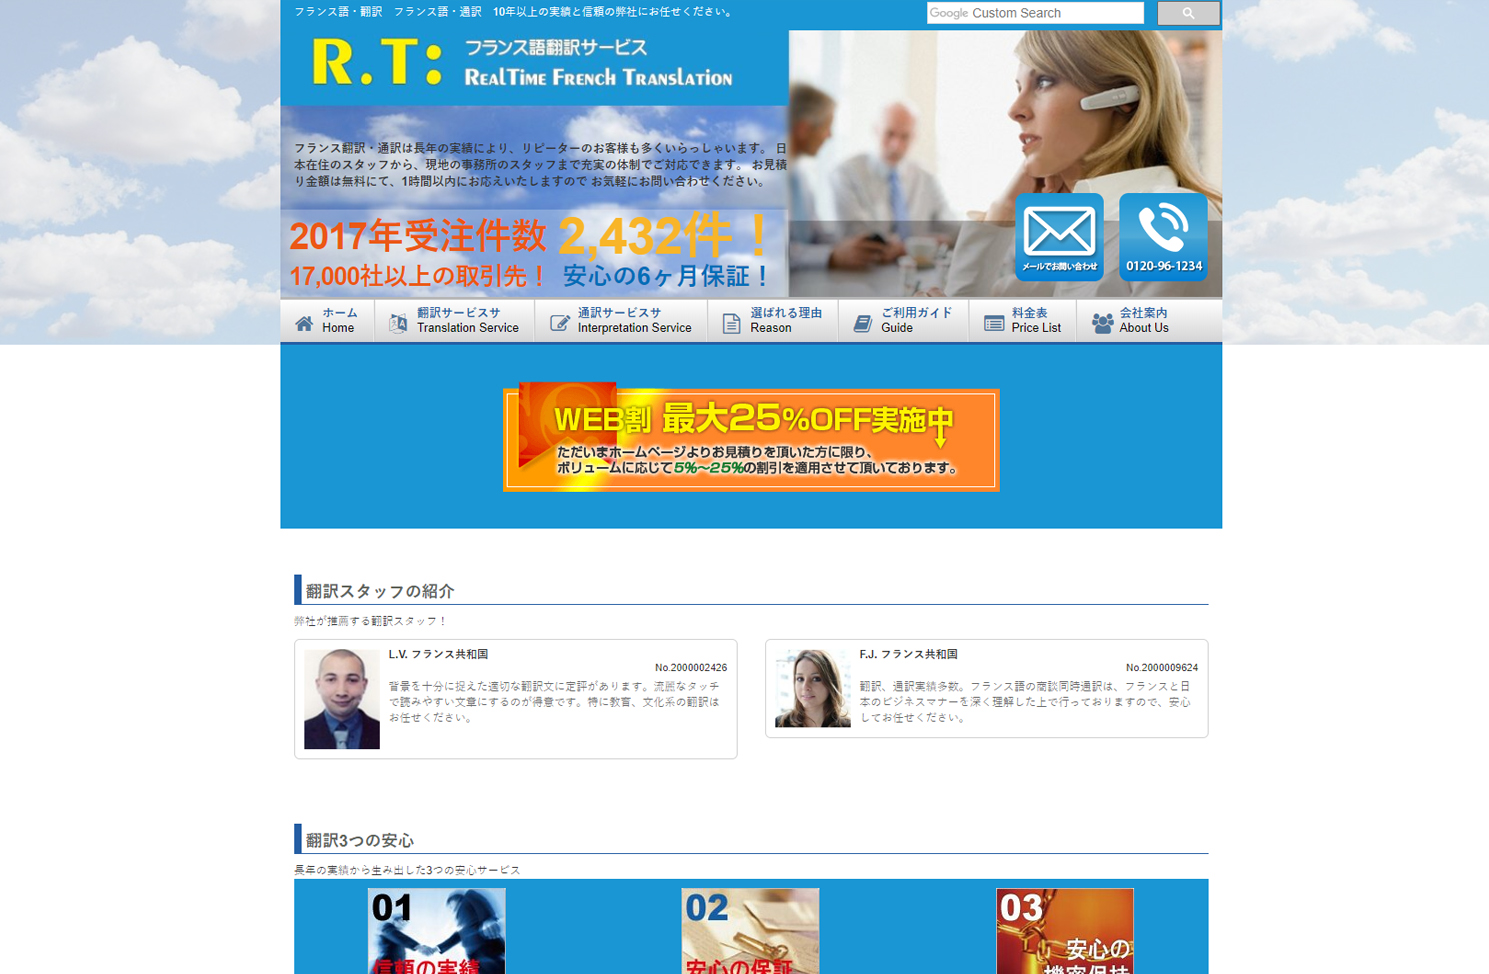 フランス語・翻訳　フランス語・通訳　10年以上の実績と信頼の弊社にお任せください。
Google Custom Search
R.T:
フランス語翻訳サービス
RealTime French Translation
フランス翻訳・通訳は長年の実績により、リピーターのお客様も多くいらっしゃいます。 日
本在住のスタッフから、現地の事務所のスタッフまで充実の体制でご対応できます。 お見積
り金額は無料にて、1時間以内にお応えいたしますので お気軽にお問い合わせください。
2017年受注件数 2,432件！
17,000社以上の取引先！ 安心の6ヶ月保証！
メールでお問い合わせ
0120-96-1234
ホーム
Home
翻訳サービスサ
Translation Service
通訳サービスサ
Interpretation Service
選ばれる理由
Reason
ご利用ガイド
Guide
料金表
Price List
会社案内
About Us
WEB割 最大25%OFF実施中
ただいまホームページよりお見積りを頂いた方に限り、
ボリュームに応じて5%～25%の割引を適用させて頂いております。
翻訳スタッフの紹介
弊社が推薦する翻訳スタッフ！
L.V. フランス共和国
No.2000002426
背景を十分に捉えた適切な翻訳文に定評があります。流麗なタッチ
で読みやすい文章にするのが得意です。特に教育、文化系の翻訳は
お任せください。
F.J. フランス共和国
No.2000009624
翻訳、通訳実績多数。フランス語の商談同時通訳は、フランスと日
本のビジネスマナーを深く理解した上で行っておりますので、安心
してお任せください。
翻訳3つの安心
長年の実績から生み出した3つの安心サービス
01
信頼の実績
02
安心の保証
03
安心の
機密保持